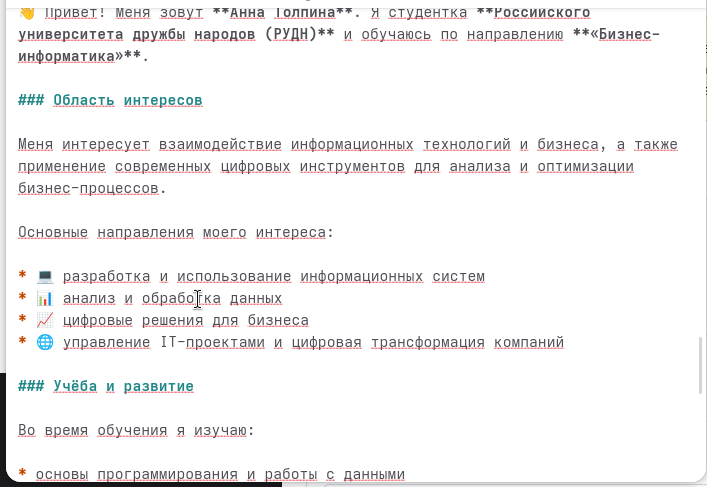 👋 Привет! Меня зовут **Анна Толпина**. Я студентка **Российского
университета дружбы народов (РУДН)** и обучаюсь по направлению **«Бизнес-
информатика»**.
### Область интересов
Меня интересует взаимодействие информационных технологий и бизнеса, а также
применение современных цифровых инструментов для анализа и оптимизации
бизнес-процессов.
Основные направления моего интереса:
* 💻 разработка и использование информационных систем
* 📊 анализ и обработка данных
* 📈 цифровые решения для бизнеса
* 🌐 управление IT-проектами и цифровая трансформация компаний
### Учёба и развитие
Во время обучения я изучаю:
* основы программирования и работы с данными